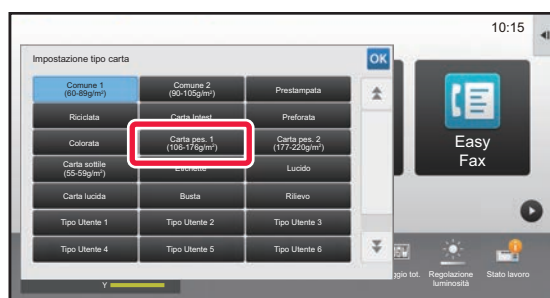 10:15
Impostazione tipo carta
OK
Comune 1
(60-89g/m²)
Comune 2
(90-105g/m²)
Prestampata
Riciclata
Carta Intest.
Preforata
Colorata
Carta pes. 1
(106-176g/m²)
Carta pes. 2
(177-220g/m²)
Carta sottile
(55-59g/m²)
Etichette
Lucido
Carta lucida
Busta
Rilievo
Tipo Utente 1
Tipo Utente 2
Tipo Utente 3
Tipo Utente 4
Tipo Utente 5
Tipo Utente 6
Easy
Fax
ggio tot.
Regolazione
luminosità
Stato lavoro
Y